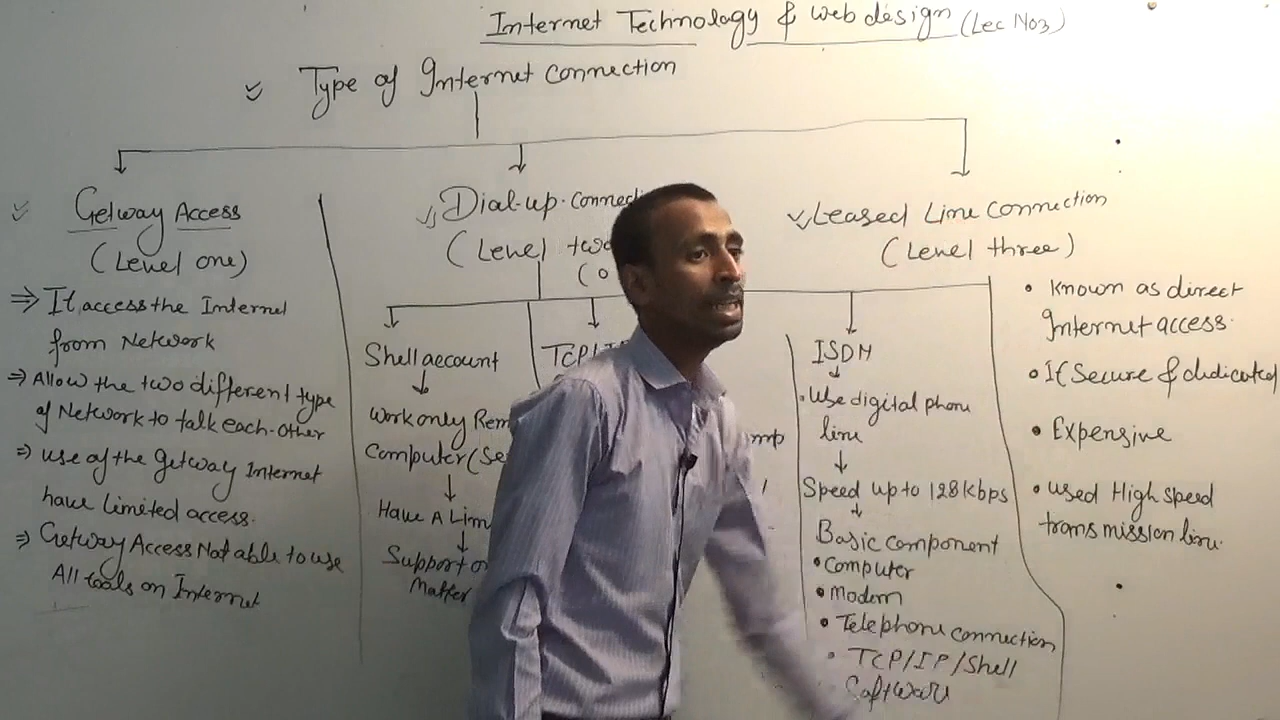 Internet Technology & web design (Lec No3)
Type of Internet connection
Getway Access
(Level one)
⇒ It access the Internet
from Network
⇒ Allow the two different type
of Network to talk each-other
⇒ use of the getway Internet
have limited access.
⇒ Getway Access Not able to use
All tools on Internet
Dial-up. connec
(Level two
(o
Shell account
Work only Rem
Computer (Se
Have A Lim
Support o
Matter
TCP/I
ISDN
• Use digital phone
line
Speed up to 128 kbps
Basic component
• Computer
• Modem
• Telephone connection
• TCP/IP/Shell
Software
Leased Line Connection
(Level three)
• known as direct
Internet access.
• It Secure & didicated
• Expensive
• used High speed
trans mission line.